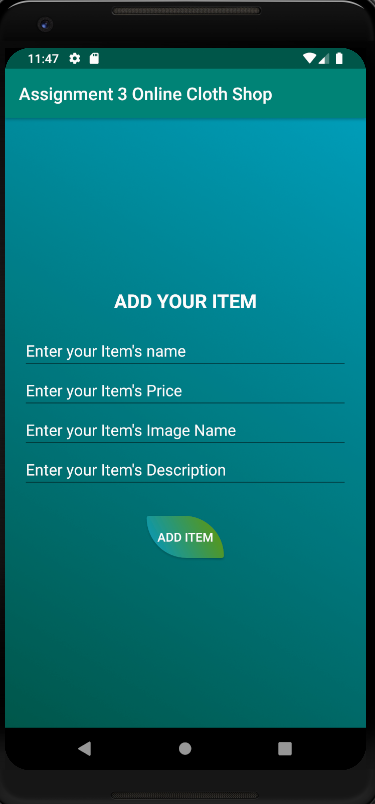 11:47
Assignment 3 Online Cloth Shop
ADD YOUR ITEM
Enter your Item's name
Enter your Item's Price
Enter your Item's Image Name
Enter your Item's Description
ADD ITEM